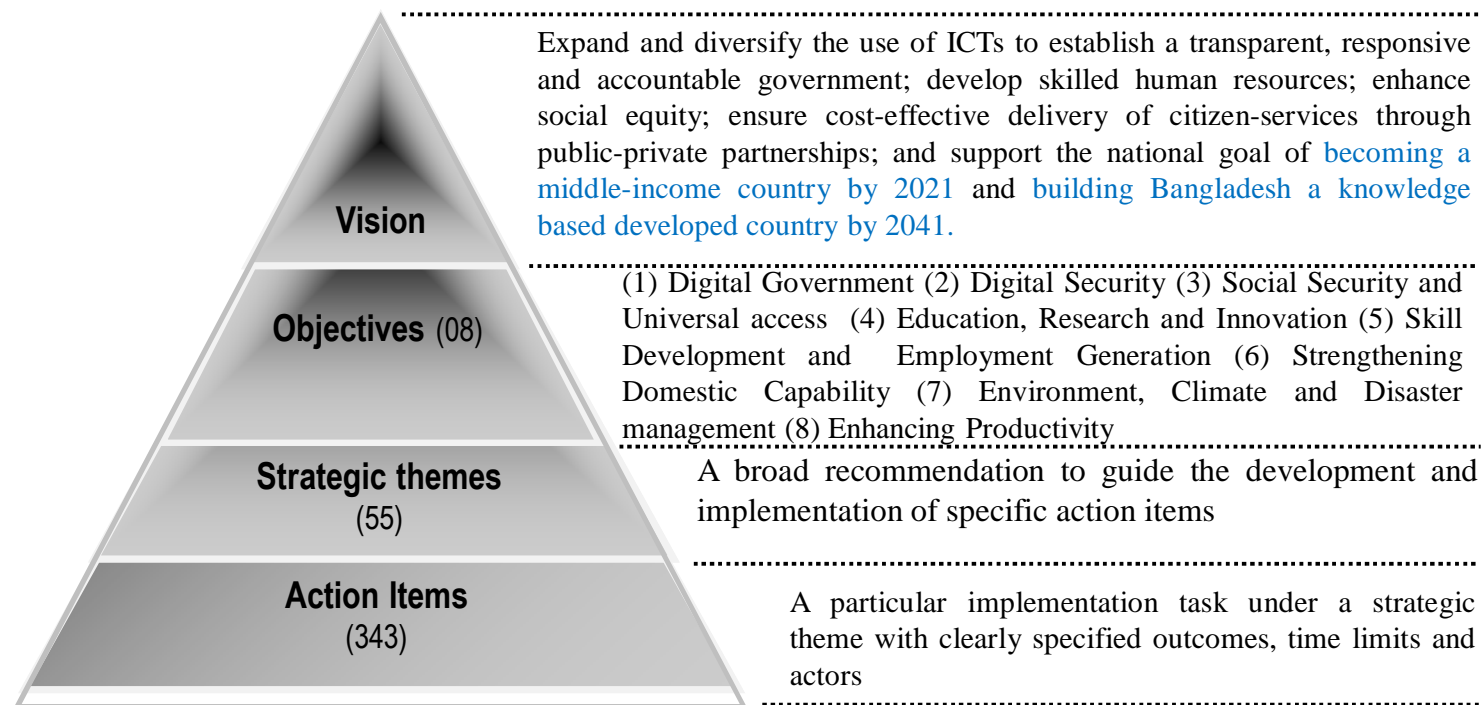 Expand and diversify the use of ICTs to establish a transparent, responsive
and accountable government; develop skilled human resources; enhance
social equity; ensure cost-effective delivery of citizen-services through
public-private partnerships; and support the national goal of becoming a
middle-income country by 2021 and building Bangladesh a knowledge
based developed country by 2041.
Vision
(1) Digital Government (2) Digital Security (3) Social Security and
Universal access (4) Education, Research and Innovation (5) Skill
Development and Employment Generation (6) Strengthening
Domestic Capability (7) Environment, Climate and Disaster
management (8) Enhancing Productivity
Objectives (08)
Strategic themes
(55)
A broad recommendation to guide the development and
implementation of specific action items
Action Items
(343)
A particular implementation task under a strategic
theme with clearly specified outcomes, time limits and
actors